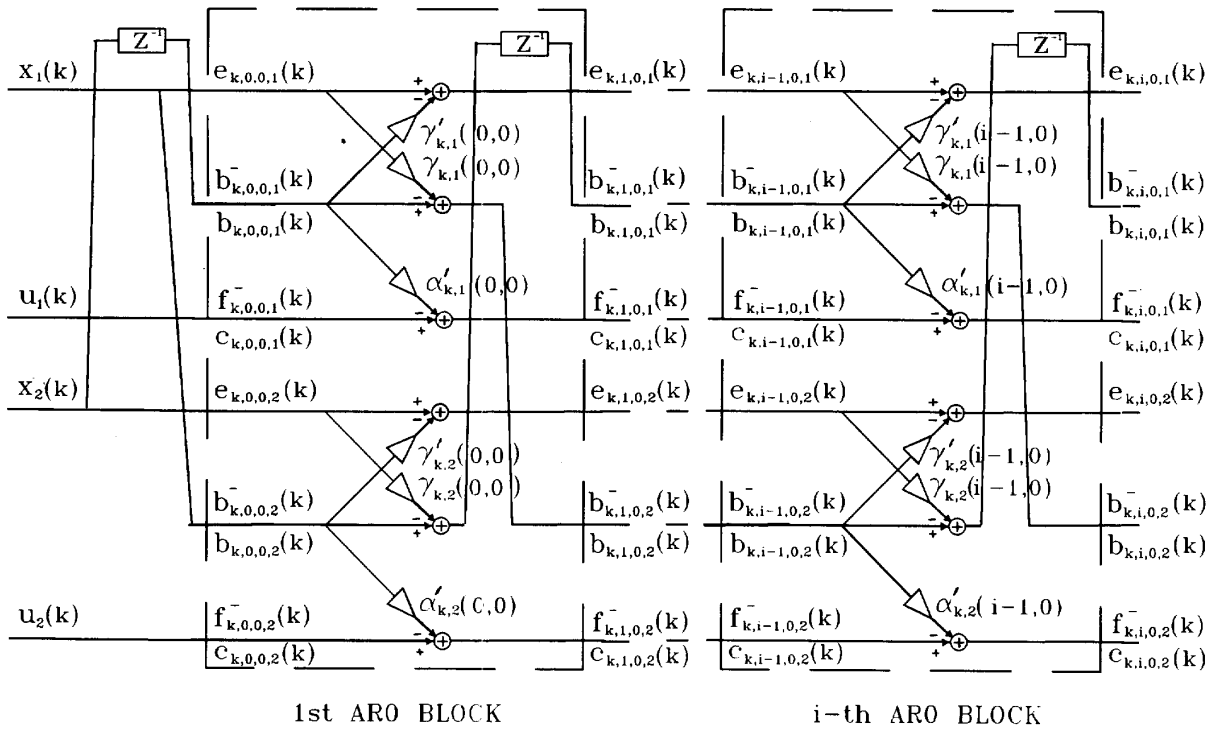 Z⁻¹ Z⁻¹ Z⁻¹
x₁(k) e_{k,0,0,1}(k) e_{k,1,0,1}(k) e_{k,i-1,0,1}(k) e_{k,i,0,1}(k)
+ - + -
γ'_{k,1}(0,0) γ'_{k,1}(i-1,0)
γ_{k,1}(0,0) γ_{k,1}(i-1,0)
b⁻_{k,0,0,1}(k) b⁻_{k,1,0,1}(k) b⁻_{k,i-1,0,1}(k) b⁻_{k,i,0,1}(k)
- + - +
b_{k,0,0,1}(k) b_{k,1,0,1}(k) b_{k,i-1,0,1}(k) b_{k,i,0,1}(k)
α'_{k,1}(0,0) α'_{k,1}(i-1,0)
u₁(k) f⁻_{k,0,0,1}(k) f⁻_{k,1,0,1}(k) f⁻_{k,i-1,0,1}(k) f⁻_{k,i,0,1}(k)
- + - +
c_{k,0,0,1}(k) c_{k,1,0,1}(k) c_{k,i-1,0,1}(k) c_{k,i,0,1}(k)
x₂(k) e_{k,0,0,2}(k) e_{k,1,0,2}(k) e_{k,i-1,0,2}(k) e_{k,i,0,2}(k)
+ - + -
γ'_{k,2}(0,0) γ'_{k,2}(i-1,0)
γ_{k,2}(0,0) γ_{k,2}(i-1,0)
b⁻_{k,0,0,2}(k) b⁻_{k,1,0,2}(k) b⁻_{k,i-1,0,2}(k) b⁻_{k,i,0,2}(k)
- + - +
b_{k,0,0,2}(k) b_{k,1,0,2}(k) b_{k,i-1,0,2}(k) b_{k,i,0,2}(k)
α'_{k,2}(0,0) α'_{k,2}(i-1,0)
u₂(k) f⁻_{k,0,0,2}(k) f⁻_{k,1,0,2}(k) f⁻_{k,i-1,0,2}(k) f⁻_{k,i,0,2}(k)
- + - +
c_{k,0,0,2}(k) c_{k,1,0,2}(k) c_{k,i-1,0,2}(k) c_{k,i,0,2}(k)
1st AR0 BLOCK i-th AR0 BLOCK